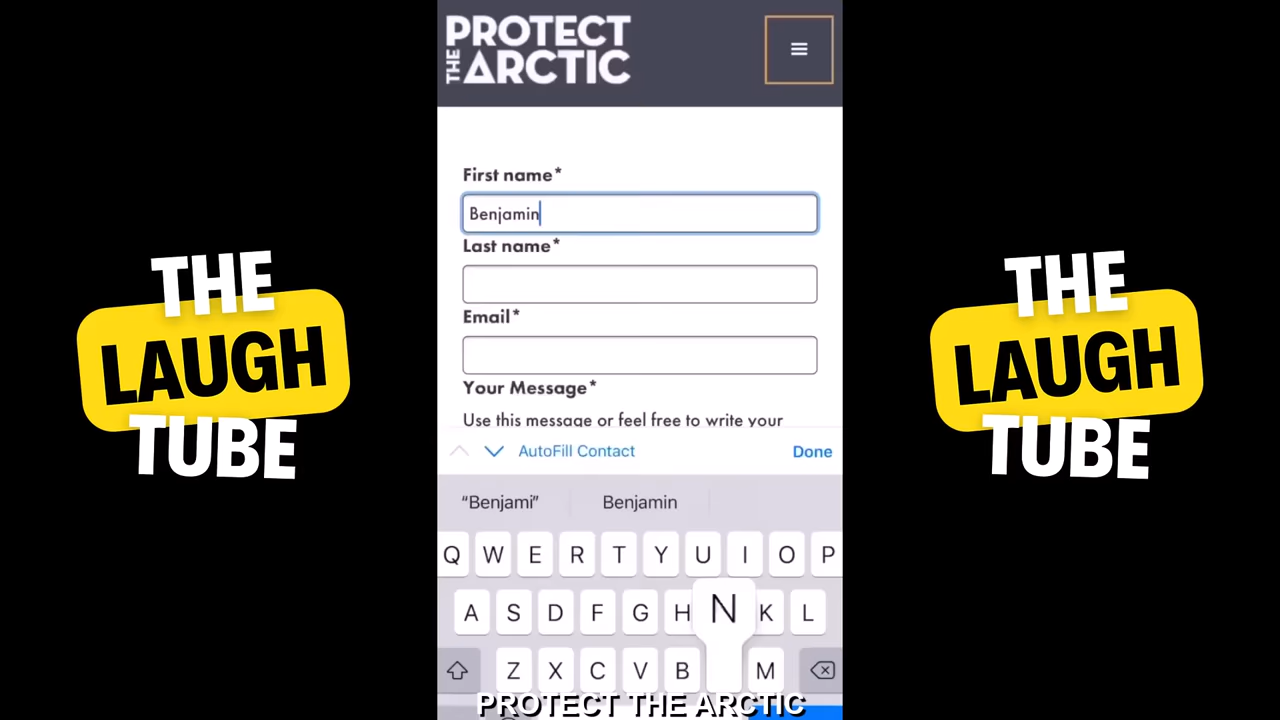 PROTECT
THE ARCTIC
First name*
Benjamin
Last name*
Email*
Your Message*
Use this message or feel free to write your
AutoFill Contact
Done
“Benjami”
Benjamin
Q W E R T Y U I O P
A S D F G H N K L
Z X C V B M
PROTECT THE ARCTIC
THE
LAUGH
TUBE
THE
LAUGH
TUBE